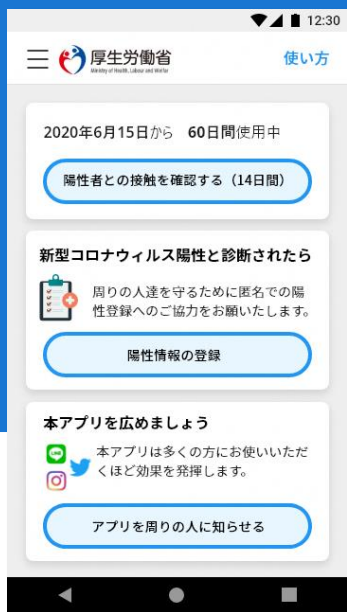 12:30
厚生労働省
Ministry of Health, Labour and Welfare
使い方
2020年6月15日から 60日間使用中
陽性者との接触を確認する（14日間）
新型コロナウィルス陽性と診断されたら
周りの人達を守るために匿名での陽
性登録へのご協力をお願いたします。
陽性情報の登録
本アプリを広めましょう
LINE
本アプリは多くの方にお使いいただ
くほど効果を発揮します。
アプリを周りの人に知らせる